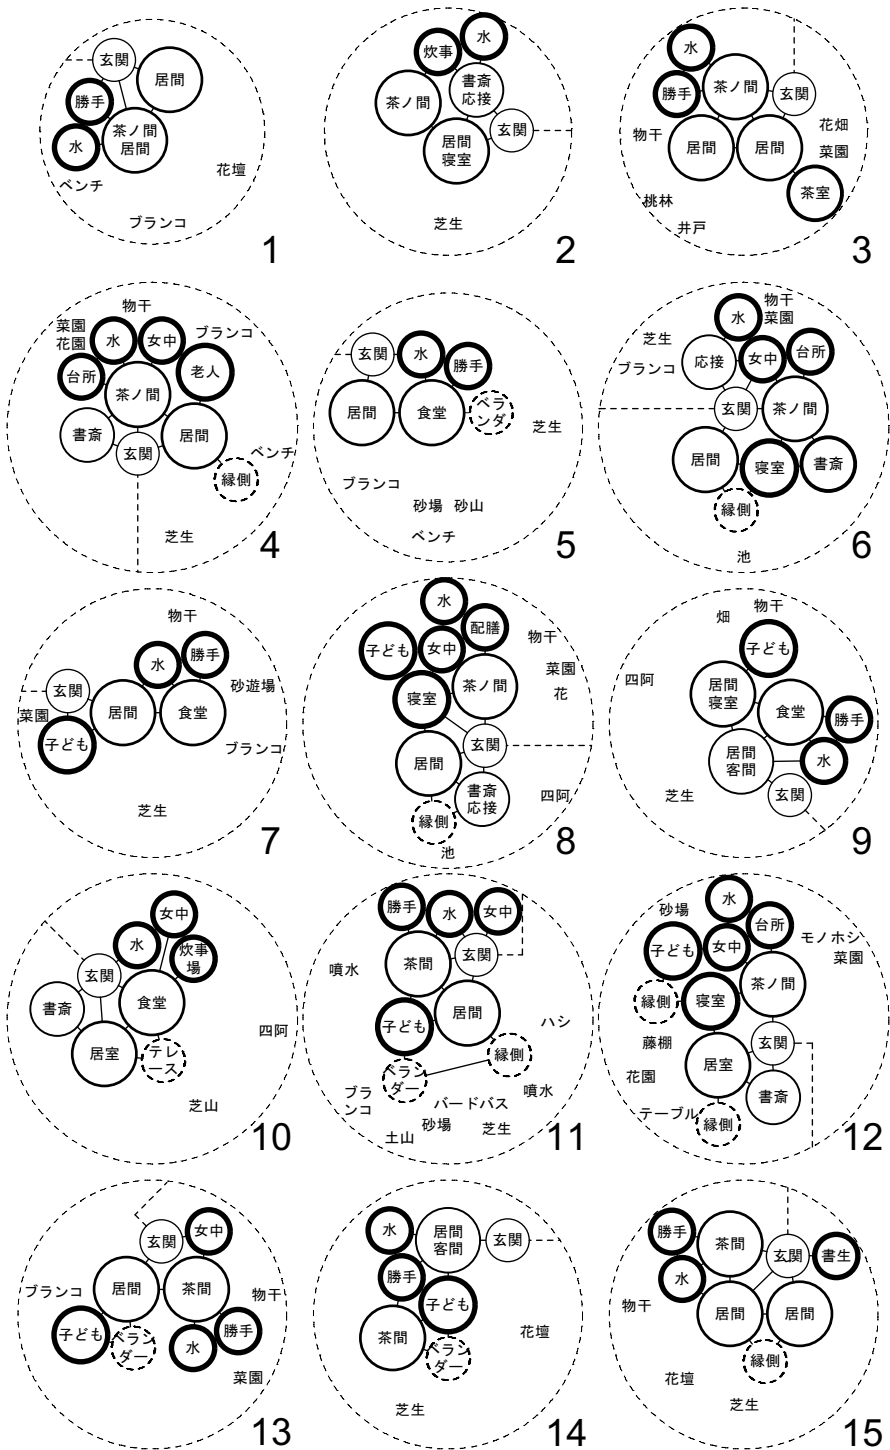 玄関
居間
勝手
茶ノ間
居間
水
ベンチ
花壇
ブランコ
1
水
炊事
書斎
応接
茶ノ間
玄関
居間
寝室
芝生
2
水
勝手
茶ノ間
玄関
物干
花畑
居間
居間
菜園
茶室
桃林
井戸
3
物干
菜園
花園
水
女中
ブランコ
台所
老人
茶ノ間
書斎
居間
玄関
ベンチ
縁側
芝生
4
玄関
水
勝手
居間
食堂
ベラ
ンダ
芝生
ブランコ
砂場
砂山
ベンチ
5
物干
菜園
水
芝生
ブランコ
応接
女中
台所
玄関
茶ノ間
居間
寝室
書斎
縁側
池
6
物干
水
勝手
玄関
砂遊場
菜園
居間
食堂
子ども
ブランコ
芝生
7
水
配膳
物干
子ども
女中
菜園
花
寝室
茶ノ間
玄関
居間
書斎
応接
四阿
縁側
池
8
畑
物干
子ども
四阿
居間
寝室
食堂
勝手
居間
客間
水
芝生
玄関
9
女中
水
炊事
場
玄関
書斎
食堂
四阿
居室
テレ
ース
芝山
10
勝手
水
女中
噴水
茶間
玄関
子ども
居間
ハシ
縁側
ベラン
ダー
ブラ
ンコ
噴水
バードバス
砂場
芝生
土山
11
水
砂場
台所
モノホシ
菜園
子ども
女中
茶ノ間
縁側
寝室
藤棚
玄関
花園
居室
書斎
テーブル
縁側
12
玄関
女中
ブランコ
居間
茶間
物干
子ども
ベラン
ダー
水
勝手
菜園
13
水
居間
客間
玄関
勝手
子ども
茶間
花壇
ベラン
ダー
芝生
14
勝手
茶間
玄関
書生
水
物干
居間
居間
縁側
花壇
芝生
15